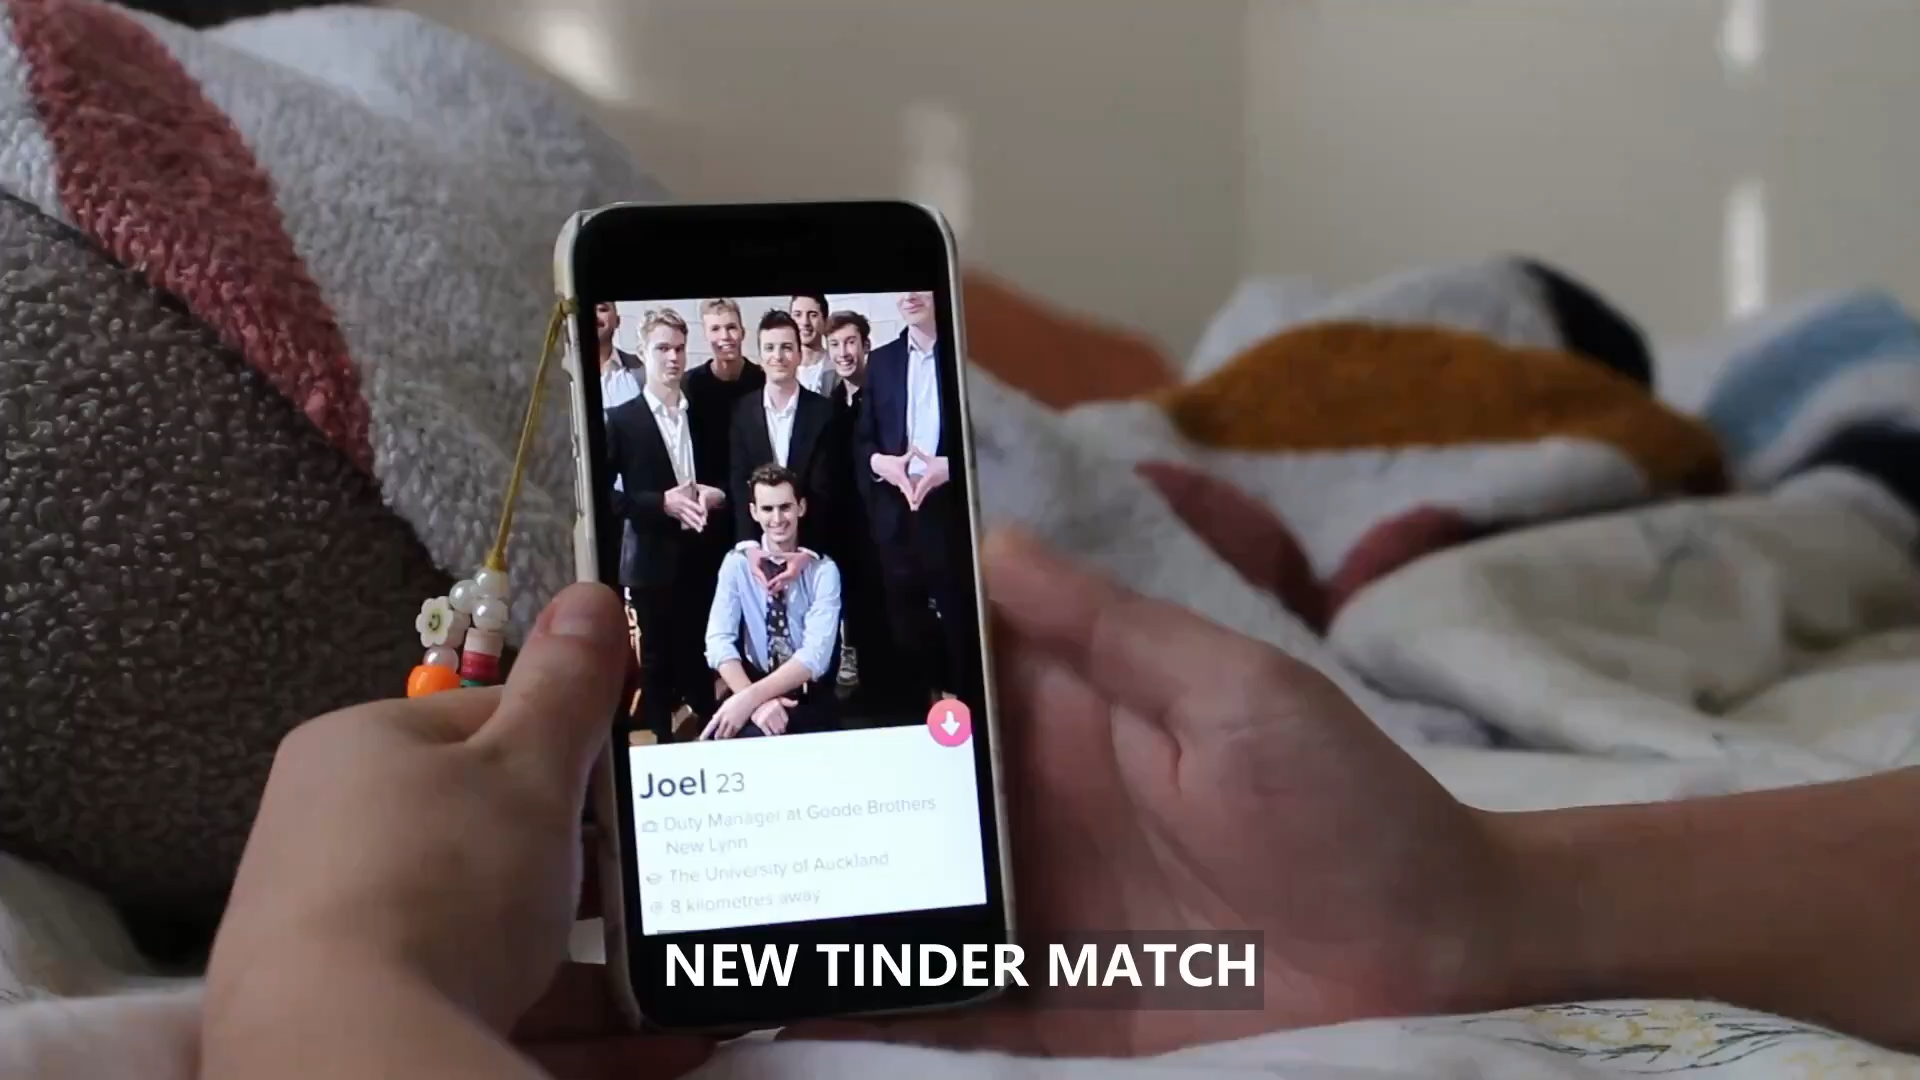 Joel 23
Duty Manager at Goode Brothers
New Lynn
The University of Auckland
8 kilometres away
NEW TINDER MATCH